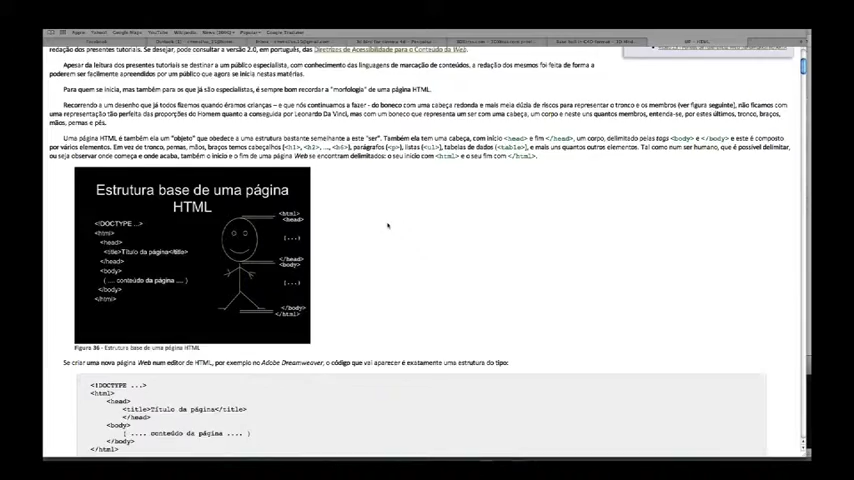 redação dos presentes tutoriais. Se desejar, pode consultar a versão 2.0, em português, das Diretrizes de Acessibilidade para o Conteúdo da Web.
Apesar da leitura dos presentes tutoriais se destinar a um público especialista, com conhecimento das linguagens de marcação de conteúdos, a redação dos mesmos foi feita de forma a
poderem ser facilmente apreendidos por um público que agora se inicia nestas matérias.
Para quem se inicia, mas também para os que já são especialistas, é sempre bom recordar a "morfologia" de uma página HTML.
Recorrendo a um desenho que já todos fizemos quando éramos crianças – e que nós continuamos a fazer - do boneco com uma cabeça redonda e mais meia dúzia de riscos para representar o tronco e os membros (ver figura seguinte), não ficamos com
uma representação tão perfeita das proporções do Homem quanto a conseguida por Leonardo Da Vinci, mas com um boneco que representa um ser com uma cabeça, um corpo e neste uns quantos membros, entenda-se, por estes últimos, tronco, braços,
mãos, pernas e pés.
Uma página HTML é também ela um "objeto" que obedece a uma estrutura bastante semelhante a este "ser". Também ela tem uma cabeça, com início <head> e fim </head>, um corpo, delimitado pelas tags <body> e </body> e este é composto
por vários elementos. Em vez de tronco, pernas, mãos, braços temos cabeçalhos (<h1>, <h2>, ..., <h6>), parágrafos (<p>), listas (<ul>), tabelas de dados (<table>), e mais uns quantos outros elementos. Tal como num ser humano, que é possível delimitar,
ou seja observar onde começa e onde acaba, também o início e o fim de uma página Web se encontram delimitados: o seu início com <html> e o seu fim com </html>.
Estrutura base de uma página
HTML
<!DOCTYPE ...>
<html>
<head>
<title>Título da página</title>
</head>
<body>
( .... conteúdo da página .... )
</body>
</html>
<html>
<head>
(...)
</head>
<body>
(...)
</body>
</html>
Figura 36 - Estrutura base de uma página HTML
Se criar uma nova página Web num editor de HTML, por exemplo no Adobe Dreamweaver, o código que vai aparecer é exatamente uma estrutura do tipo:
<!DOCTYPE ...>
<html>
<head>
<title>Título da página</title>
</head>
<body>
( .... conteúdo da página .... )
</body>
</html>